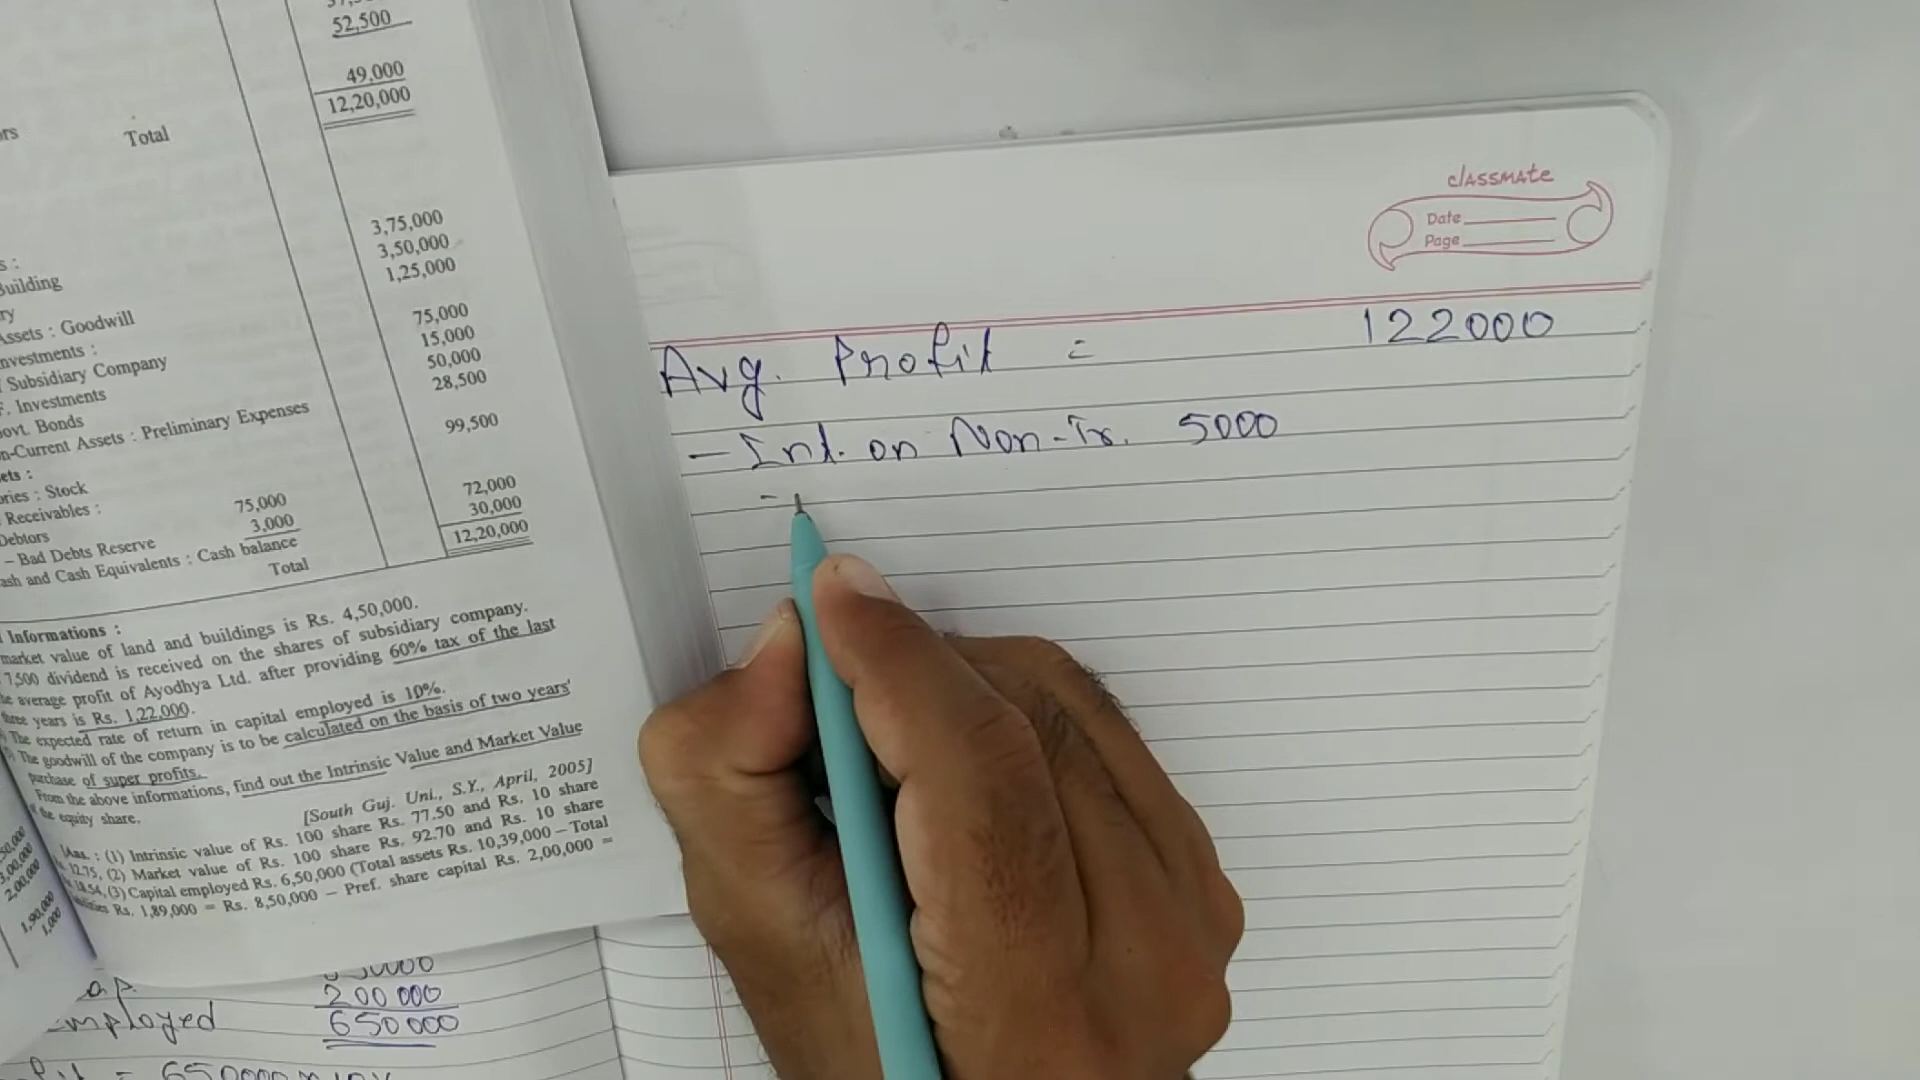 52,500
49,000
12,20,000
Total
3,75,000
3,50,000
Building
1,25,000
Assets : Goodwill
75,000
nvestments :
Subsidiary Company
15,000
F. Investments
50,000
ovt. Bonds
28,500
n-Current Assets : Preliminary Expenses
ets :
ories : Stock
99,500
Receivables :
Debtors 75,000
– Bad Debts Reserve 3,000
72,000
ash and Cash Equivalents : Cash balance
30,000
Total
12,20,000
Informations :
market value of land and buildings is Rs. 4,50,000.
7,500 dividend is received on the shares of subsidiary company.
average profit of Ayodhya Ltd. after providing 60% tax of the last
three years is Rs. 1,22,000.
The expected rate of return in capital employed is 10%.
The goodwill of the company is to be calculated on the basis of two years'
purchase of super profits.
From the above informations, find out the Intrinsic Value and Market Value
the equity share.
[South Guj. Uni., S.Y., April, 2005]
[Ans. : (1) Intrinsic value of Rs. 100 share Rs. 77.50 and Rs. 10 share
12.75, (2) Market value of Rs. 100 share Rs. 92.70 and Rs. 10 share
(3) Capital employed Rs. 6,50,000 (Total assets Rs. 10,39,000 – Total
Rs. 1,89,000 = Rs. 8,50,000 – Pref. share capital Rs. 2,00,000 =
200000
Employed 650000
classmate
Date
Page
Avg. Profit = 122000
– Int. on Non-Tr. 5000
-